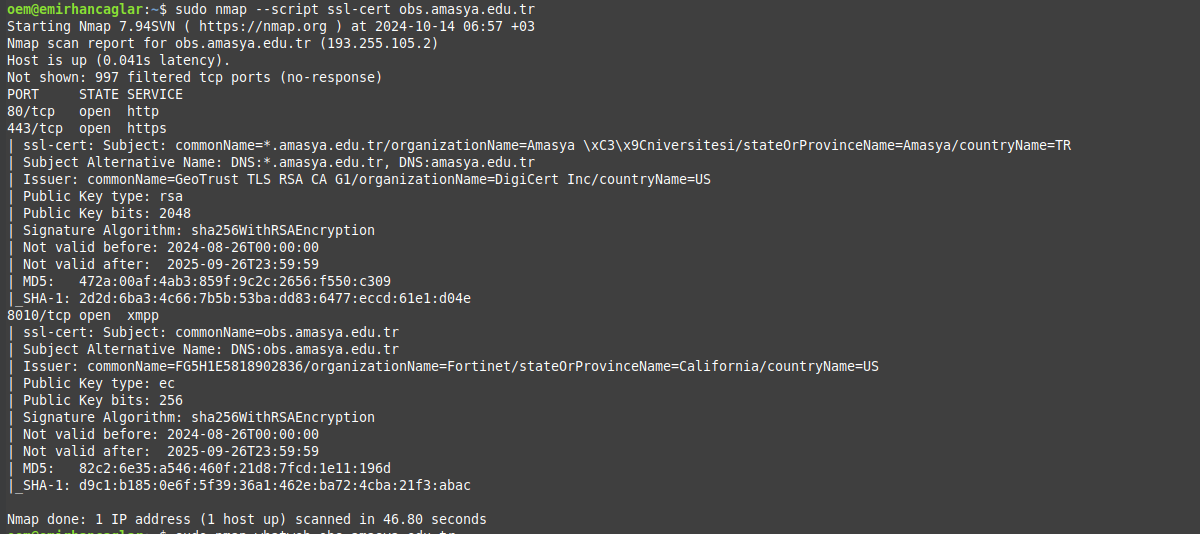 oem@emirhancaglar:~$ sudo nmap --script ssl-cert obs.amasya.edu.tr
Starting Nmap 7.94SVN ( https://nmap.org ) at 2024-10-14 06:57 +03
Nmap scan report for obs.amasya.edu.tr (193.255.105.2)
Host is up (0.041s latency).
Not shown: 997 filtered tcp ports (no-response)
PORT     STATE SERVICE
80/tcp   open  http
443/tcp  open  https
| ssl-cert: Subject: commonName=*.amasya.edu.tr/organizationName=Amasya \xC3\x9Cniversitesi/stateOrProvinceName=Amasya/countryName=TR
| Subject Alternative Name: DNS:*.amasya.edu.tr, DNS:amasya.edu.tr
| Issuer: commonName=GeoTrust TLS RSA CA G1/organizationName=DigiCert Inc/countryName=US
| Public Key type: rsa
| Public Key bits: 2048
| Signature Algorithm: sha256WithRSAEncryption
| Not valid before: 2024-08-26T00:00:00
| Not valid after:  2025-09-26T23:59:59
| MD5:   472a:00af:4ab3:859f:9c2c:2656:f550:c309
|_SHA-1: 2d2d:6ba3:4c66:7b5b:53ba:dd83:6477:eccd:61e1:d04e
8010/tcp open  xmpp
| ssl-cert: Subject: commonName=obs.amasya.edu.tr
| Subject Alternative Name: DNS:obs.amasya.edu.tr
| Issuer: commonName=FG5H1E5818902836/organizationName=Fortinet/stateOrProvinceName=California/countryName=US
| Public Key type: ec
| Public Key bits: 256
| Signature Algorithm: sha256WithRSAEncryption
| Not valid before: 2024-08-26T00:00:00
| Not valid after:  2025-09-26T23:59:59
| MD5:   82c2:6e35:a546:460f:21d8:7fcd:1e11:196d
|_SHA-1: d9c1:b185:0e6f:5f39:36a1:462e:ba72:4cba:21f3:abac
Nmap done: 1 IP address (1 host up) scanned in 46.80 seconds
oem@emirhancaglar:~$ sudo nmap whatweb obs.amasya.edu.tr